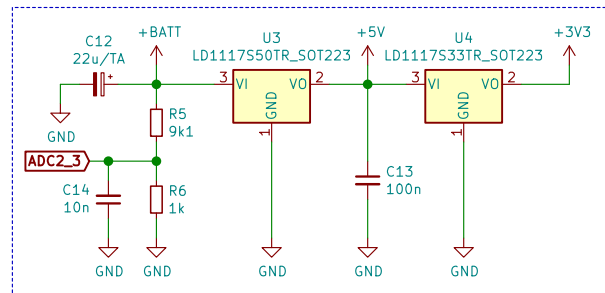 C12
22u/TA
+BATT
U3
LD1117S50TR_SOT223
+5V
U4
LD1117S33TR_SOT223
+3V3
3
VI
VO
2
GND
1
3
VI
VO
2
GND
1
GND
R5
9k1
ADC2_3
C14
10n
R6
1k
C13
100n
GND
GND
GND
GND
GND